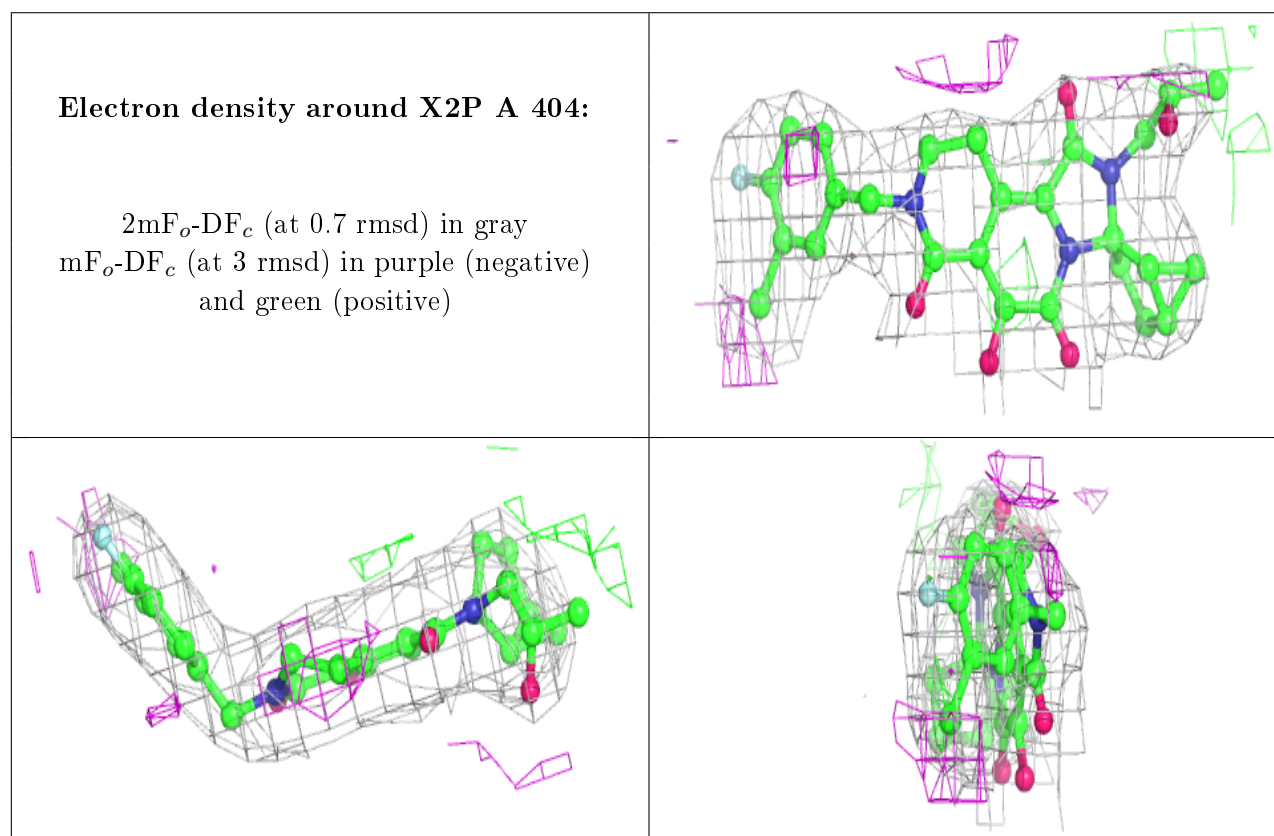 Electron density around X2P A 404:
2mFₒ-DF𝒸 (at 0.7 rmsd) in gray
mFₒ-DF𝒸 (at 3 rmsd) in purple (negative)
and green (positive)